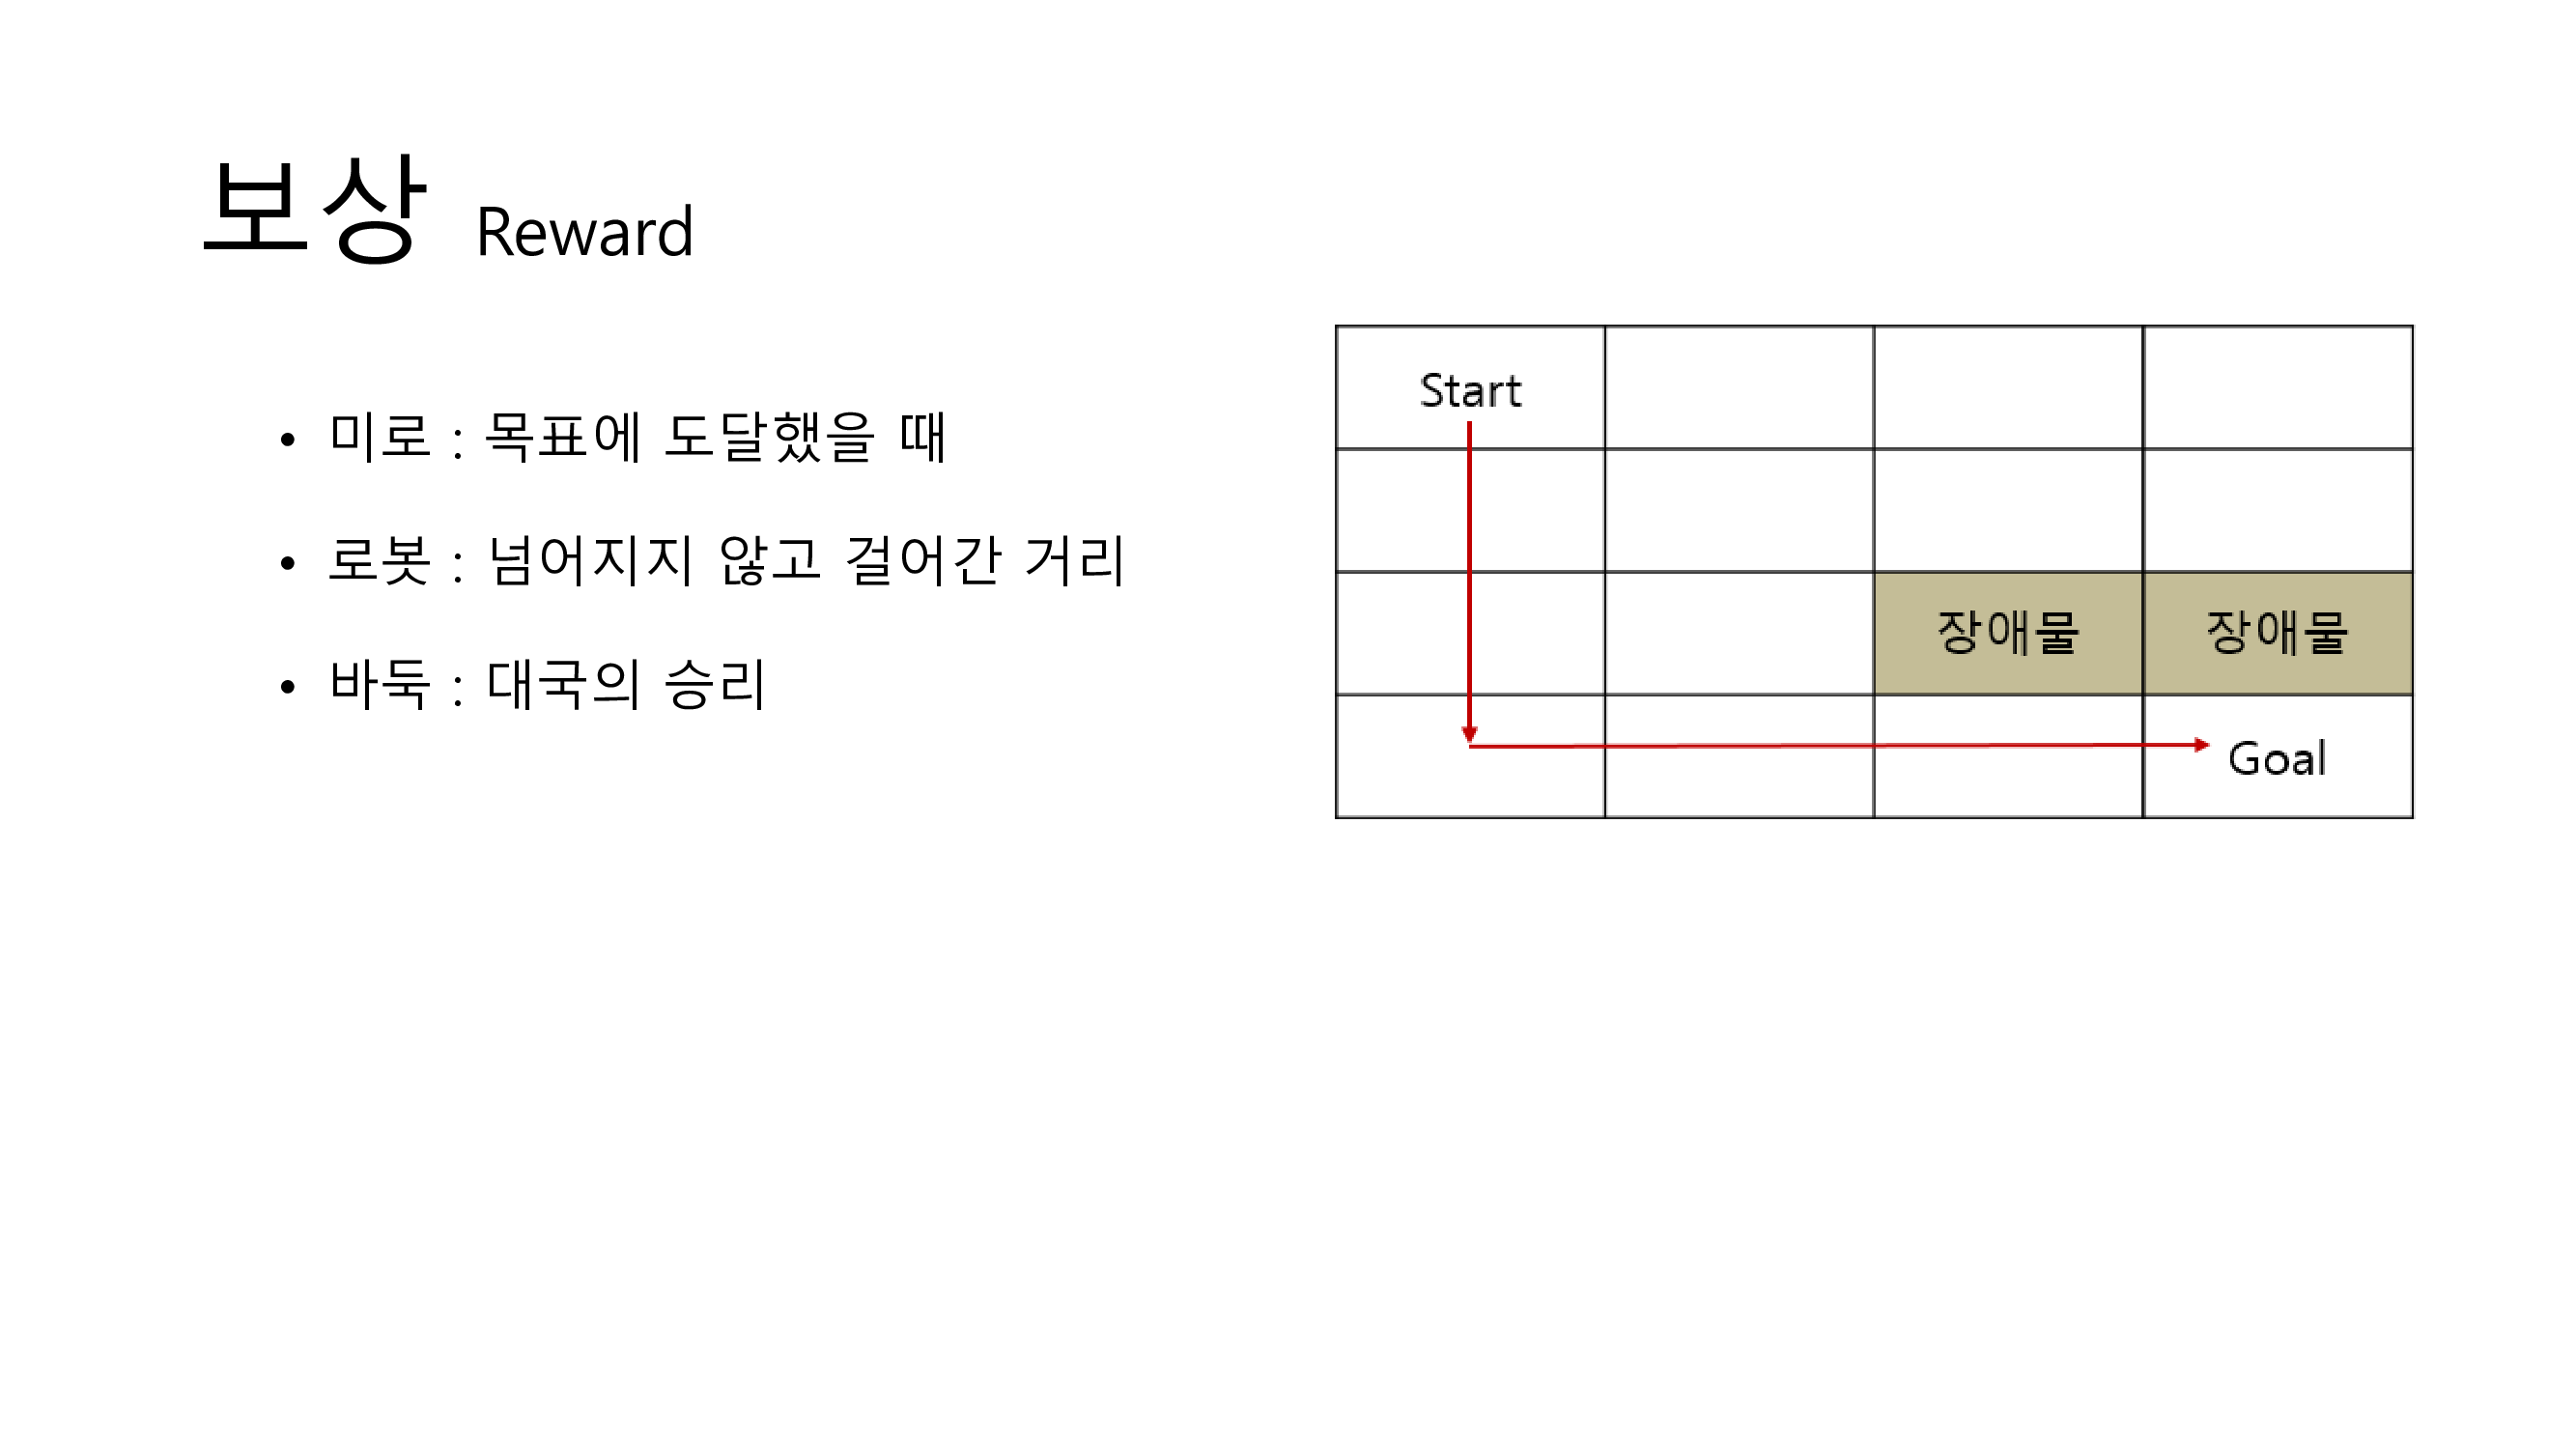 보상 Reward
• 미로 : 목표에 도달했을 때
• 로봇 : 넘어지지 않고 걸어간 거리
• 바둑 : 대국의 승리
Start
장애물 장애물
Goal